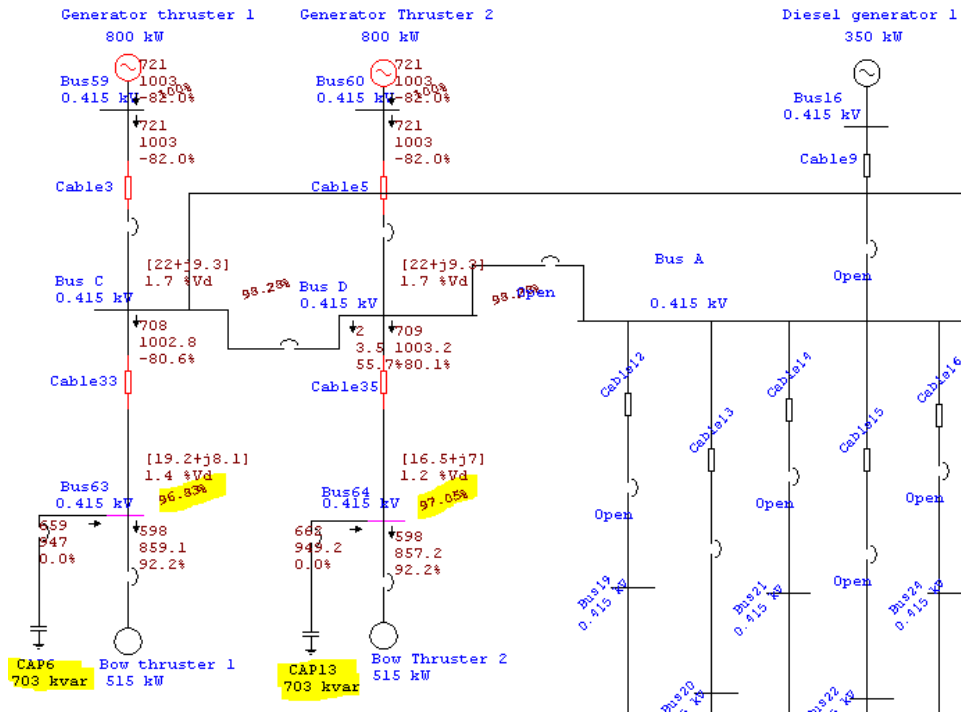 Generator thruster 1
800 kW
Generator Thruster 2
800 kW
Diesel generator 1
350 kW
721
1003
-82.0%
100%
Bus59
0.415 kV
721
1003
-82.0%
100%
Bus60
0.415 kV
Bus16
0.415 kV
721
1003
-82.0%
721
1003
-82.0%
Cable9
Cable3
Cable5
[22+j9.3]
1.7 %Vd
98.28%
Bus C
0.415 kV
[22+j9.3]
1.7 %Vd
Bus D
0.415 kV
Open
Bus A
0.415 kV
Open
708
1002.8
-80.6%
2
3.5
55.7%
709
1003.2
80.1%
Cable33
Cable35
Cable12
Cable13
Cable14
Cable15
Cable16
[19.2+j8.1]
1.4 %Vd
96.83%
Bus63
0.415 kV
[16.5+j7]
1.2 %Vd
97.05%
Bus64
0.415 kV
Open
Open
Open
659
947
0.0%
598
859.1
92.2%
949.2
0.0%
598
857.2
92.2%
Open
Bus19
0.415 kV
Bus21
0.415 kV
Bus24
0.415 kV
CAP6
703 kvar
Bow thruster 1
515 kW
CAP13
703 kvar
Bow Thruster 2
515 kW
Bus20
Bus22